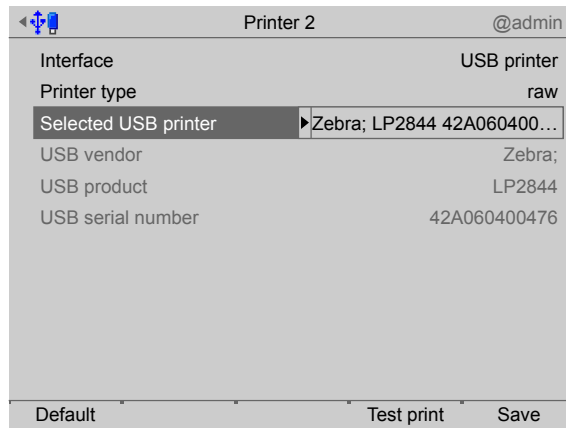 Printer 2 @admin
Interface USB printer
Printer type raw
Selected USB printer Zebra; LP2844 42A060400…
USB vendor Zebra;
USB product LP2844
USB serial number 42A060400476
Default Test print Save